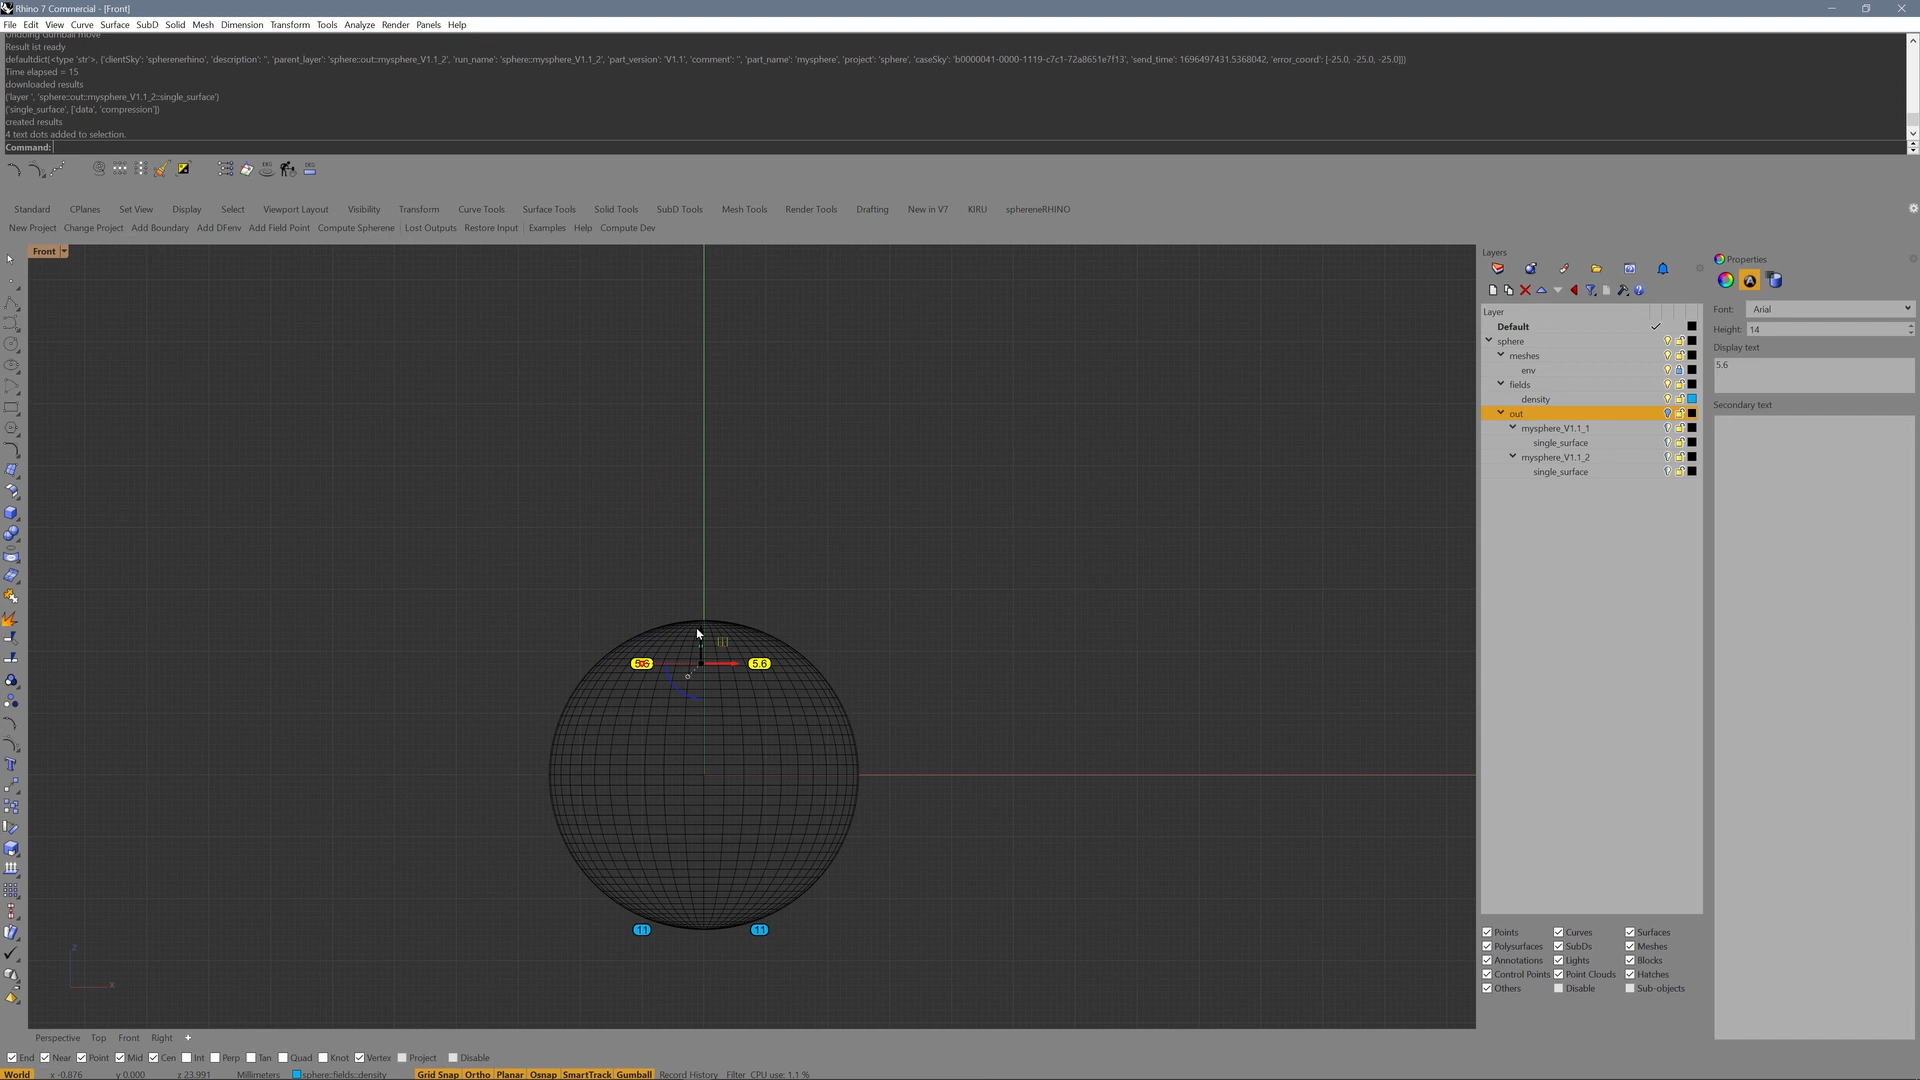 Rhino 7 Commercial - [Front]
File Edit View Curve Surface SubD Solid Mesh Dimension Transform Tools Analyze Render Panels Help
Undoing Gumball move
Result ist ready
defaultdict(<type 'str'>, {'clientSky': 'spherenerhino', 'description': '', 'parent_layer': 'sphere::out::mysphere_V1.1_2', 'run_name': 'sphere::mysphere_V1.1_2', 'part_version': 'V1.1', 'comment': '', 'part_name': 'mysphere', 'project': 'sphere', 'caseSky': 'b0000041-0000-1119-c7c1-72a8651e7f13', 'send_time': 1696497431.5368042, 'error_coord': [-25.0, -25.0, -25.0]})
Time elapsed = 15
downloaded results
('layer ', 'sphere::out::mysphere_V1.1_2::single_surface')
('single_surface', ['data', 'compression'])
created results
4 text dots added to selection.
Command:
Standard CPlanes Set View Display Select Viewport Layout Visibility Transform Curve Tools Surface Tools Solid Tools SubD Tools Mesh Tools Render Tools Drafting New in V7 KIRU sphereneRHINO
New Project Change Project Add Boundary Add DFenv Add Field Point Compute Spherene Lost Outputs Restore Input Examples Help Compute Dev
Front
5.6 5.6
11 11
z
x
Layers
Layer
Default
sphere
meshes
env
fields
density
out
mysphere_V1.1_1
single_surface
mysphere_V1.1_2
single_surface
Properties
Font: Arial
Height: 14
Display text
5.6
Secondary text
Points Curves Surfaces
Polysurfaces SubDs Meshes
Annotations Lights Blocks
Control Points Point Clouds Hatches
Others Disable Sub-objects
Perspective Top Front Right
End Near Point Mid Cen Int Perp Tan Quad Knot Vertex Project Disable
World x -0.876 y 0.000 z 23.991 Millimeters sphere::fields::density Grid Snap Ortho Planar Osnap SmartTrack Gumball Record History Filter CPU use: 1.1 %